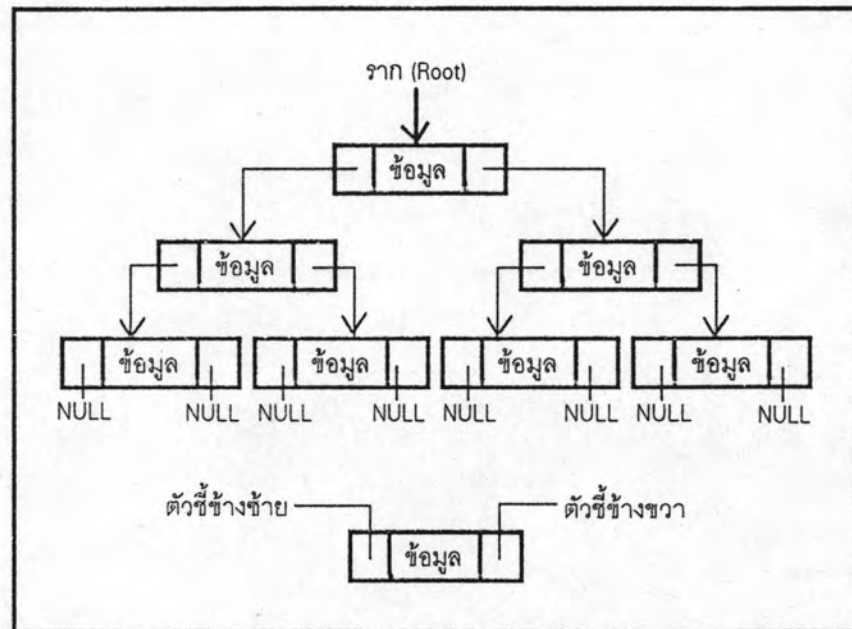 ราก (Root)
ข้อมูล
ข้อมูล ข้อมูล
ข้อมูล ข้อมูล ข้อมูล ข้อมูล
NULL NULL NULL NULL NULL NULL NULL NULL
ตัวชี้ข้างซ้าย ตัวชี้ข้างขวา
ข้อมูล